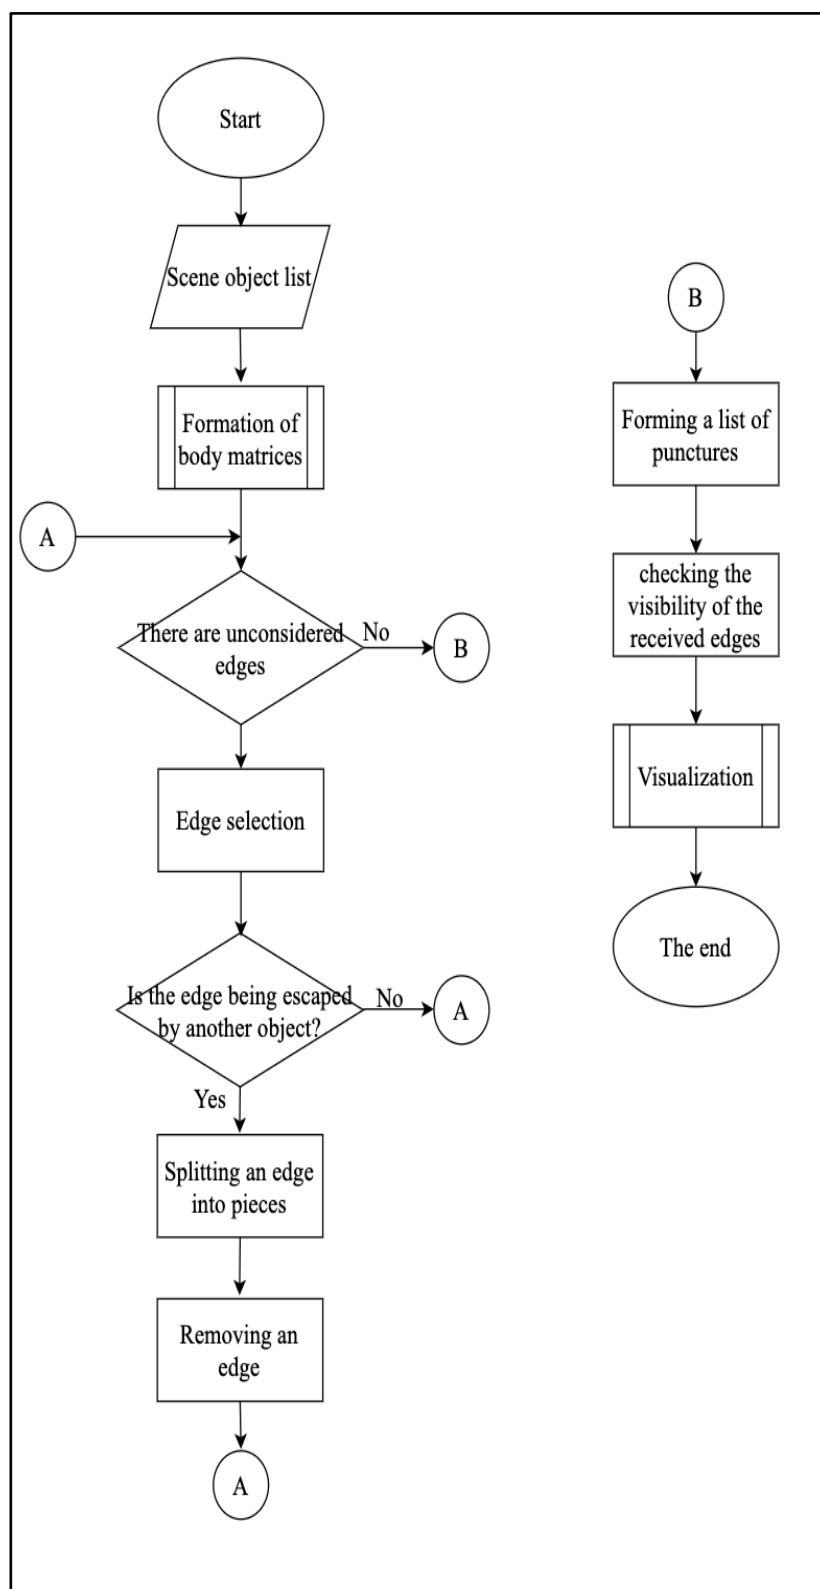 Start
Scene object list
Formation of
body matrices
A
There are unconsidered
edges
No
B
Edge selection
Is the edge being escaped
by another object?
No
A
Yes
Splitting an edge
into pieces
Removing an
edge
A
B
Forming a list of
punctures
checking the
visibility of the
received edges
Visualization
The end